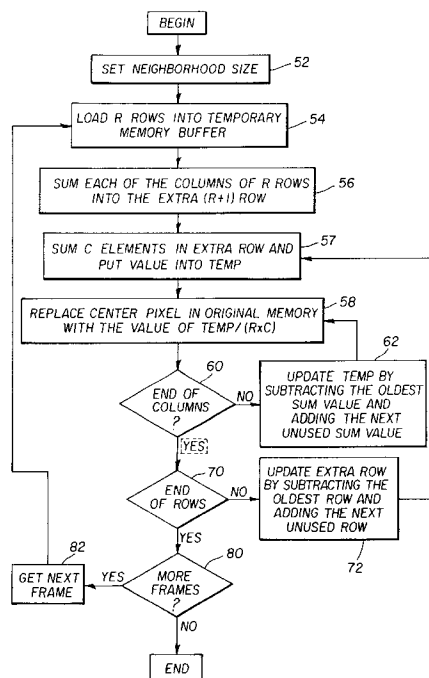 BEGIN
SET NEIGHBORHOOD SIZE
52
LOAD R ROWS INTO TEMPORARY
MEMORY BUFFER
54
SUM EACH OF THE COLUMNS OF R ROWS
INTO THE EXTRA (R+1) ROW
56
SUM C ELEMENTS IN EXTRA ROW AND
PUT VALUE INTO TEMP
57
REPLACE CENTER PIXEL IN ORIGINAL MEMORY
WITH THE VALUE OF TEMP/(RxC)
58
60
END OF
COLUMNS
?
NO
YES
62
UPDATE TEMP BY
SUBTRACTING THE OLDEST
SUM VALUE AND
ADDING THE NEXT
UNUSED SUM VALUE
70
END
OF ROWS
?
NO
YES
UPDATE EXTRA ROW
BY SUBTRACTING THE
OLDEST ROW AND
ADDING THE NEXT
UNUSED ROW
72
80
MORE
FRAMES
?
YES
NO
82
GET NEXT
FRAME
END